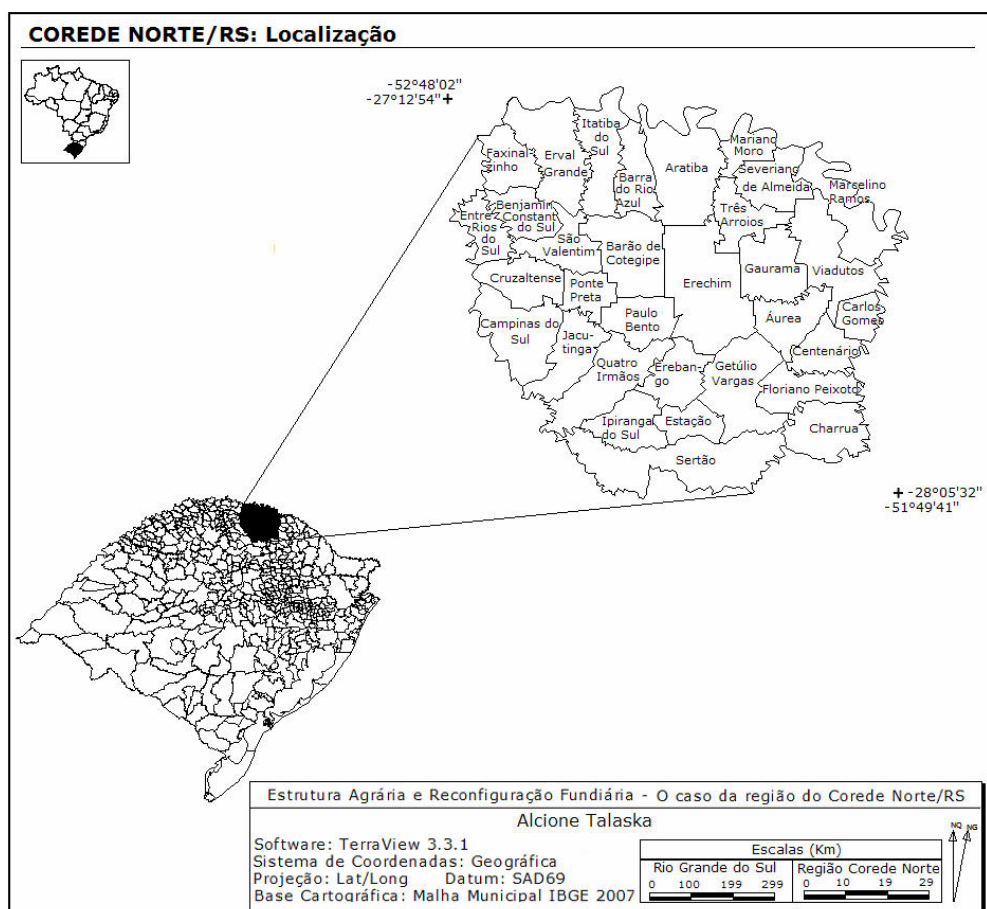 COREDE NORTE/RS: Localização
-52°48'02"
-27°12'54"
Itatiba
do
Sul
Mariano
Moro
Faxinal-
zinho
Erval
Grande
Aratiba
Severiano
de Almeida
Barra
do Rio
Azul
Marcelino
Ramos
Benjamin
Constant
do Sul
Entre
Rios
do
Sul
Três
Arroios
São
Valentim
Barão de
Cotegipe
Gaurama
Viadutos
Cruzaltense
Ponte
Preta
Erechim
Carlos
Gomes
Campinas do
Sul
Paulo
Bento
Áurea
Jacu-
tinga
Centenário
Quatro
Irmãos
Ereban-
go
Getúlio
Vargas
Floriano Peixoto
Ipiranga
do Sul
Estação
Charrua
Sertão
-28°05'32"
-51°49'41"
Estrutura Agrária e Reconfiguração Fundiária - O caso da região do Corede Norte/RS
Alcione Talaska
Software: TerraView 3.3.1
Sistema de Coordenadas: Geográfica
Projeção: Lat/Long Datum: SAD69
Base Cartográfica: Malha Municipal IBGE 2007
Escalas (Km)
Rio Grande do Sul
0 100 199 299
Região Corede Norte
0 10 19 29
NQ NG